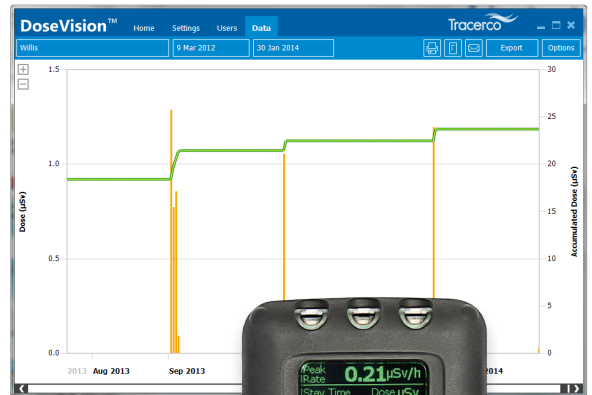 DoseVision™ Home Settings Users Data Tracerco
Willis 9 Mar 2012 30 Jan 2014 Export Options
1.5
1.0
0.5
0.0
Dose (µSv)
30
25
20
15
10
5
0
Accumulated Dose (µSv)
2013 Aug 2013 Sep 2013 2014
Peak
Rate 0.21µSv/h
Stay Time Dose µSv